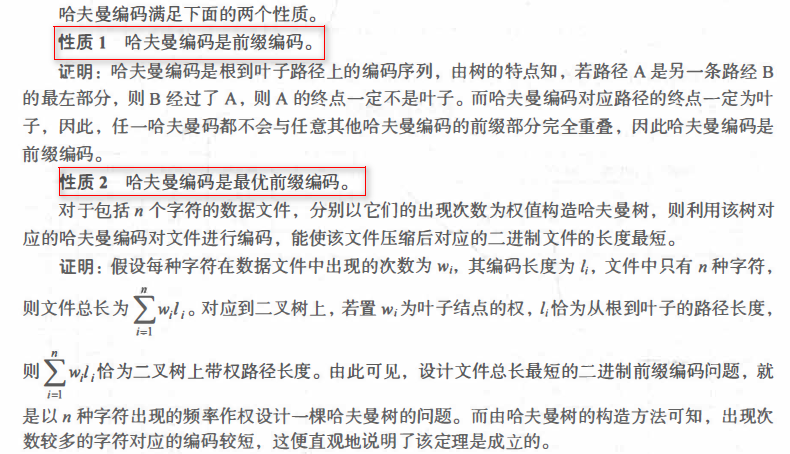 哈夫曼编码满足下面的两个性质。
性质 1 哈夫曼编码是前缀编码。
证明：哈夫曼编码是根到叶子路径上的编码序列，由树的特点知，若路径 A 是另一条路经 B
的最左部分，则 B 经过了 A，则 A 的终点一定不是叶子。而哈夫曼编码对应路径的终点一定为叶
子，因此，任一哈夫曼码都不会与任意其他哈夫曼编码的前缀部分完全重叠，因此哈夫曼编码是
前缀编码。
性质 2 哈夫曼编码是最优前缀编码。
对于包括 n 个字符的数据文件，分别以它们的出现次数为权值构造哈夫曼树，则利用该树对
应的哈夫曼编码对文件进行编码，能使该文件压缩后对应的二进制文件的长度最短。
证明：假设每种字符在数据文件中出现的次数为 wi，其编码长度为 li，文件中只有 n 种字符，
则文件总长为 n∑i=1 wili。对应到二叉树上，若置 wi 为叶子结点的权，li 恰为从根到叶子的路径长度，
则 n∑i=1 wili 恰为二叉树上带权路径长度。由此可见，设计文件总长最短的二进制前缀编码问题，就
是以 n 种字符出现的频率作权设计一棵哈夫曼树的问题。而由哈夫曼树的构造方法可知，出现次
数较多的字符对应的编码较短，这便直观地说明了该定理是成立的。